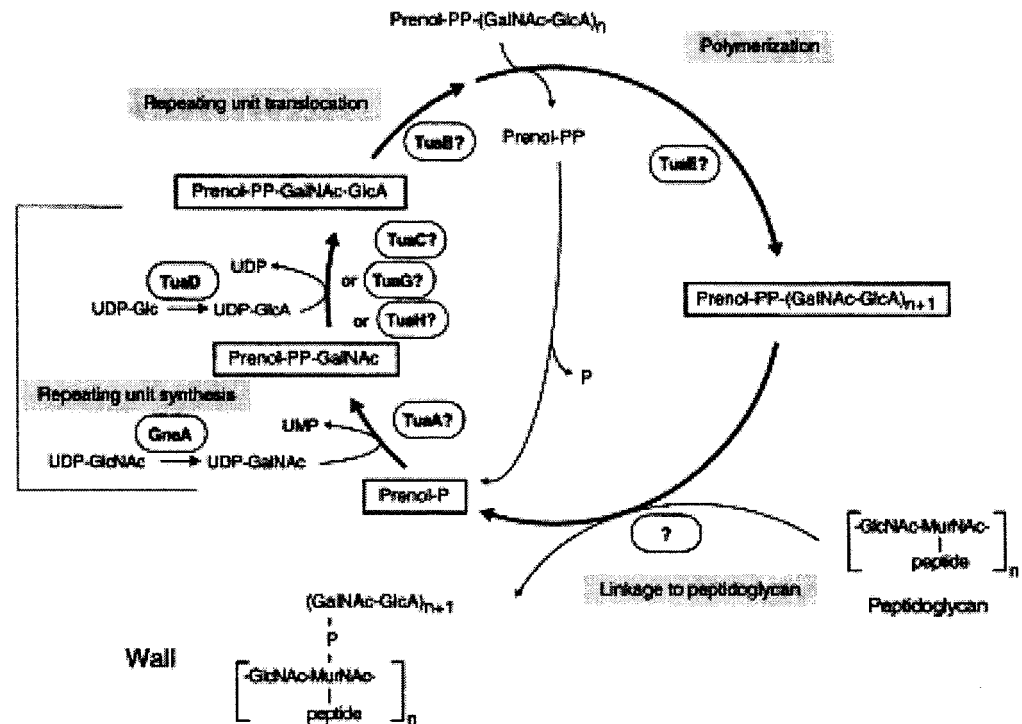 Prenol-PP-(GalNAc-GlcA)n
Polymerization
Repeating unit translocation
TuaB?
Prenol-PP
TuaE?
Prenol-PP-GalNAc-GlcA
TuaC?
UDP
or TuaG?
TuaD
UDP-Glc
UDP-GlcA
or TuaH?
Prenol-PP-(GalNAc-GlcA)n+1
Prenol-PP-GalNAc
P
Repeating unit synthesis
UMP
TuaA?
GneA
UDP-GlcNAc
UDP-GalNAc
Prenol-P
?
-GlcNAc-MurNAc-
peptide
n
Linkage to peptidoglycan
Peptidoglycan
(GalNAc-GlcA)n+1
P
Wall
-GlcNAc-MurNAc-
peptide
n